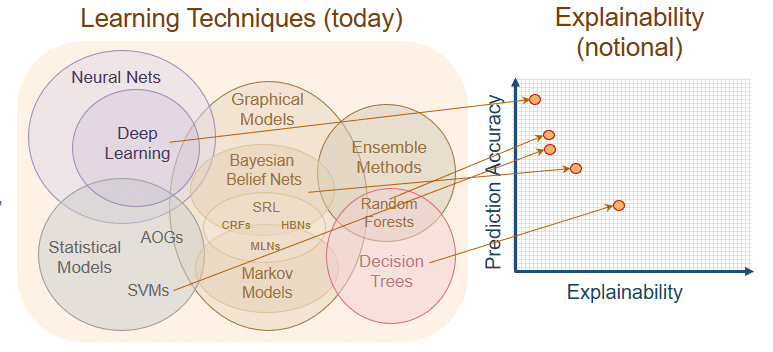 Learning Techniques (today)
Explainability
(notional)
Neural Nets
Deep
Learning
Graphical
Models
Ensemble
Methods
Bayesian
Belief Nets
SRL
CRFs
HBNs
MLNs
Random
Forests
Statistical
Models
AOGs
SVMs
Markov
Models
Decision
Trees
Prediction Accuracy
Explainability